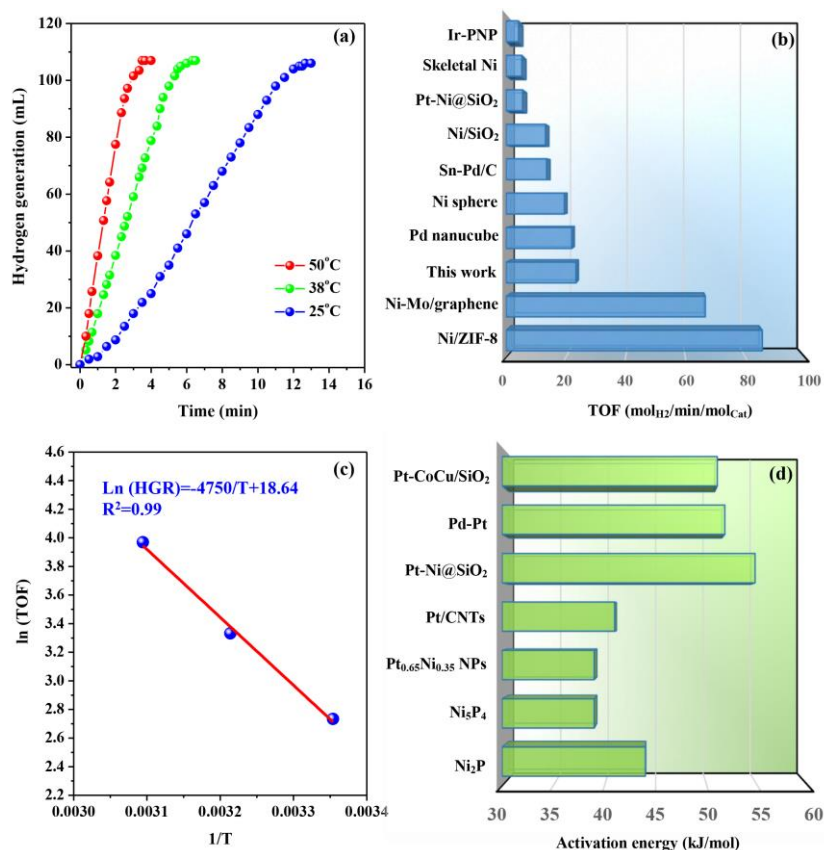 (a)
Hydrogen generation (mL)
120
100
80
60
40
20
0
50°C
38°C
25°C
0 2 4 6 8 10 12 14 16
Time (min)
(b)
Ir-PNP
Skeletal Ni
Pt-Ni@SiO₂
Ni/SiO₂
Sn-Pd/C
Ni sphere
Pd nanucube
This work
Ni-Mo/graphene
Ni/ZIF-8
0 20 40 60 80 100
TOF (mol_H2/min/mol_Cat)
(c)
ln (TOF)
4.6
4.4
4.2
4.0
3.8
3.6
3.4
3.2
3.0
2.8
2.6
2.4
2.2
Ln (HGR)=-4750/T+18.64
R²=0.99
0.0030 0.0031 0.0032 0.0033 0.0034
1/T
(d)
Pt-CoCu/SiO₂
Pd-Pt
Pt-Ni@SiO₂
Pt/CNTs
Pt₀.₆₅Ni₀.₃₅ NPs
Ni₅P₄
Ni₂P
30 35 40 45 50 55 60
Activation energy (kJ/mol)